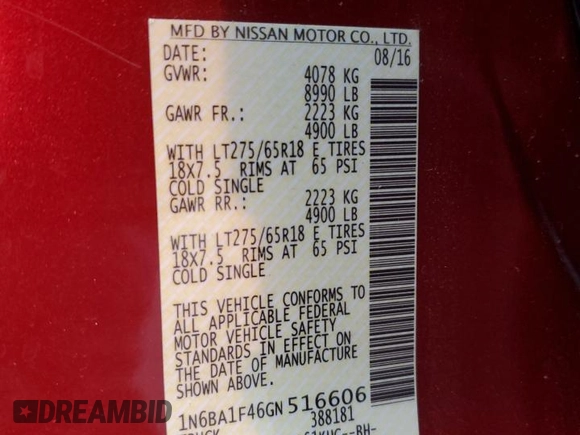 MFD BY NISSAN MOTOR CO., LTD.
DATE: 08/16
GVWR: 4078 KG
8990 LB
GAWR FR.: 2223 KG
4900 LB
WITH LT275/65R18 E TIRES
18X7.5 RIMS AT 65 PSI
COLD SINGLE
GAWR RR.: 2223 KG
4900 LB
WITH LT275/65R18 E TIRES
18X7.5 RIMS AT 65 PSI
COLD SINGLE
THIS VEHICLE CONFORMS TO
ALL APPLICABLE FEDERAL
MOTOR VEHICLE SAFETY
STANDARDS IN EFFECT ON
THE DATE OF MANUFACTURE
SHOWN ABOVE.
1N6BA1F46GN516606
388181
TRUCK
DREAMBID